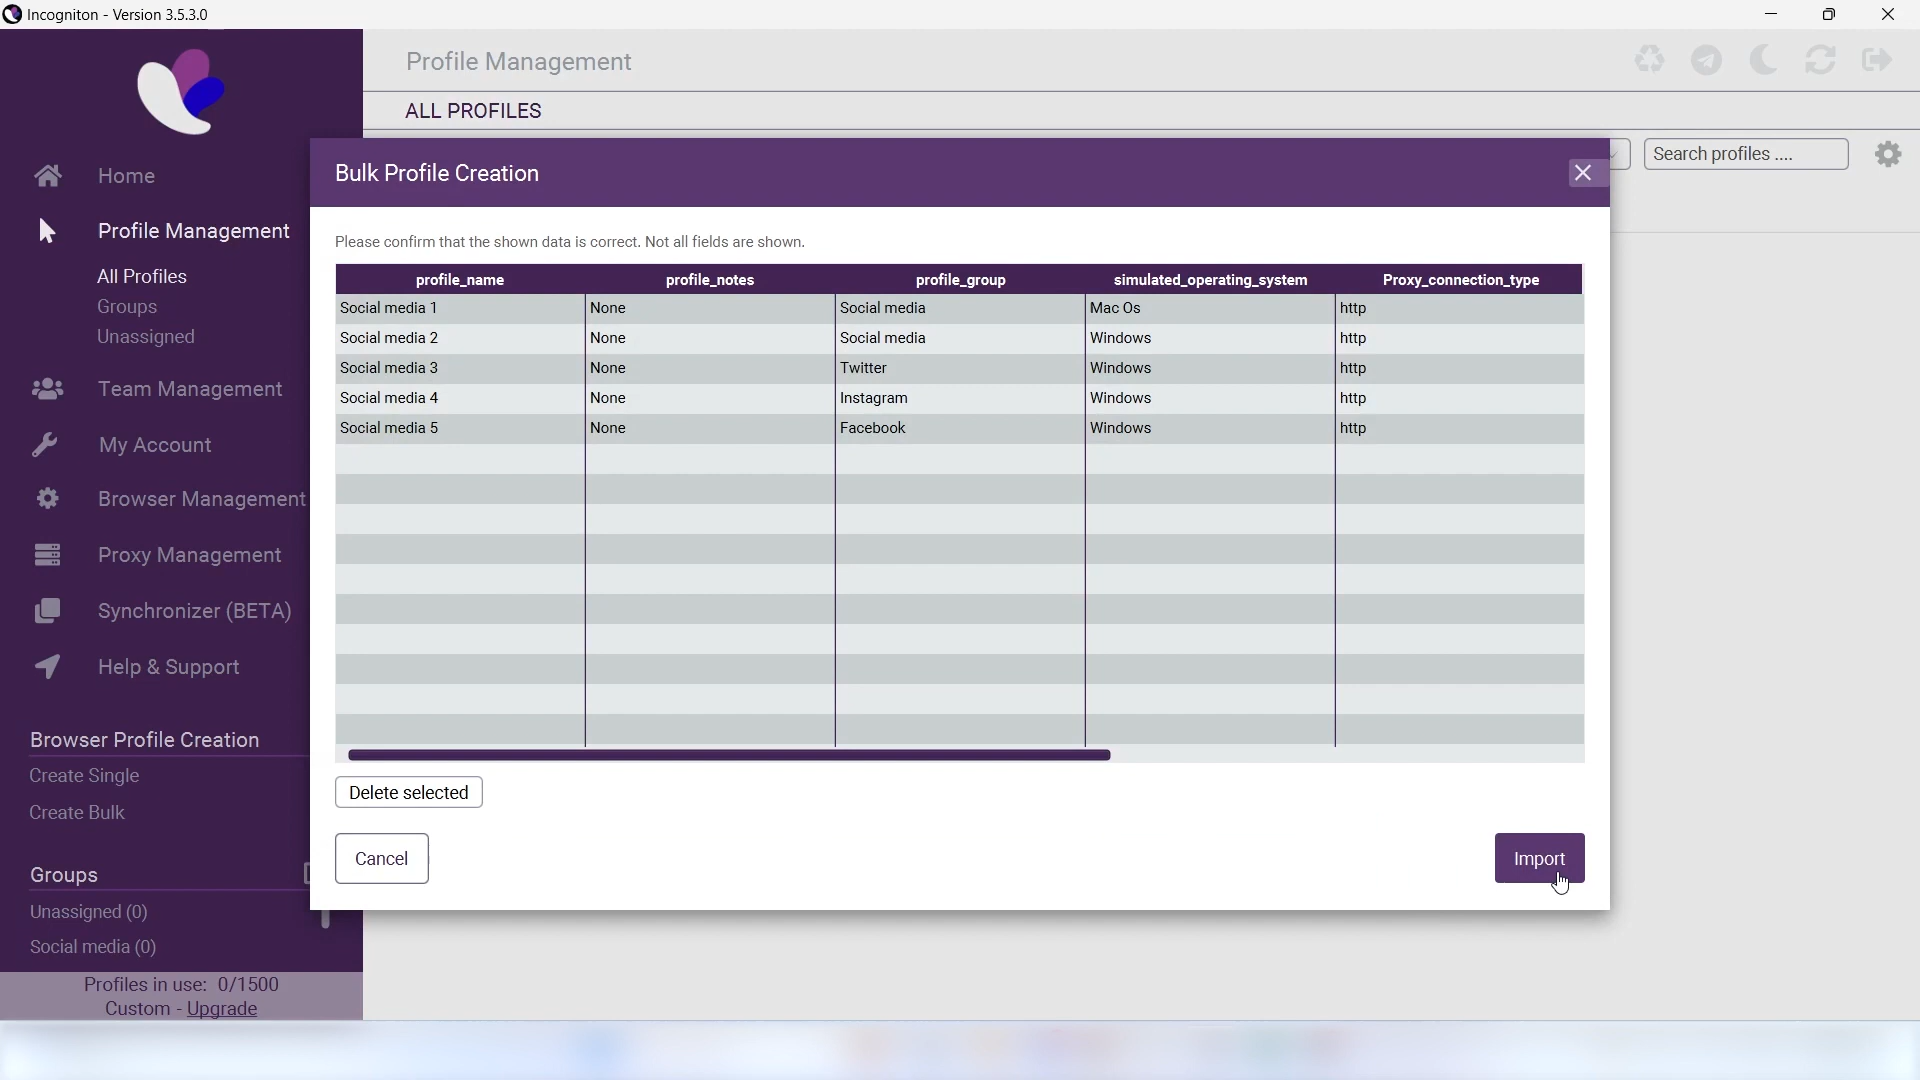 Incogniton - Version 3.5.3.0
Profile Management
ALL PROFILES
Search profiles ....
Home
Profile Management
All Profiles
Groups
Unassigned
Team Management
My Account
Browser Management
Proxy Management
Synchronizer (BETA)
Help & Support
Browser Profile Creation
Create Single
Create Bulk
Groups
Unassigned (0)
Social media (0)
Profiles in use: 0/1500
Custom - Upgrade
Bulk Profile Creation
Please confirm that the shown data is correct. Not all fields are shown.
profile_name profile_notes profile_group simulated_operating_system Proxy_connection_type
Social media 1 None Social media Mac Os http
Social media 2 None Social media Windows http
Social media 3 None Twitter Windows http
Social media 4 None Instagram Windows http
Social media 5 None Facebook Windows http
Delete selected
Cancel
Import